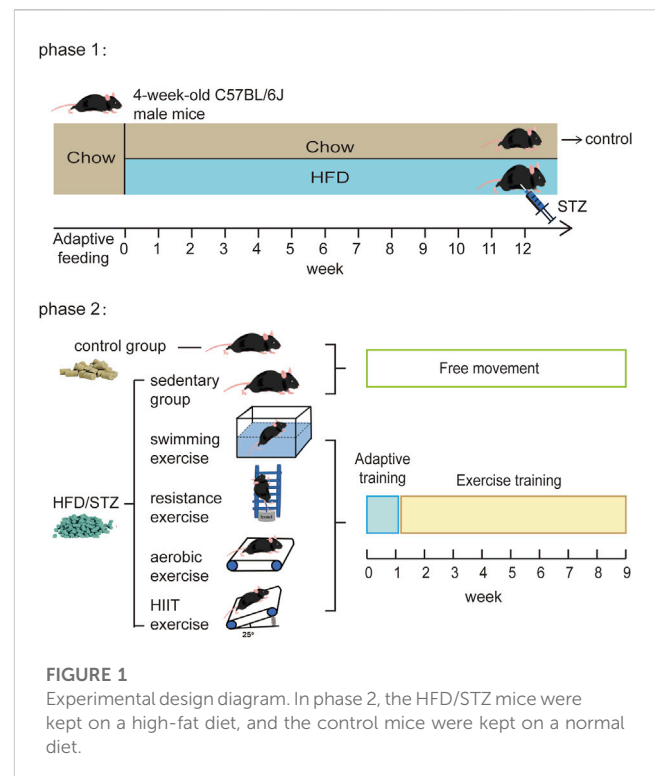 phase 1:
4-week-old C57BL/6J
male mice
Chow
Chow
control
HFD
STZ
Adaptive
feeding
0 1 2 3 4 5 6 7 8 9 10 11 12
week
phase 2:
control group
Free movement
sedentary
group
swimming
exercise
Adaptive
training
Exercise training
HFD/STZ
resistance
exercise
aerobic
exercise
0 1 2 3 4 5 6 7 8 9
week
HIIT
exercise
25°
FIGURE 1
Experimental design diagram. In phase 2, the HFD/STZ mice were
kept on a high-fat diet, and the control mice were kept on a normal
diet.